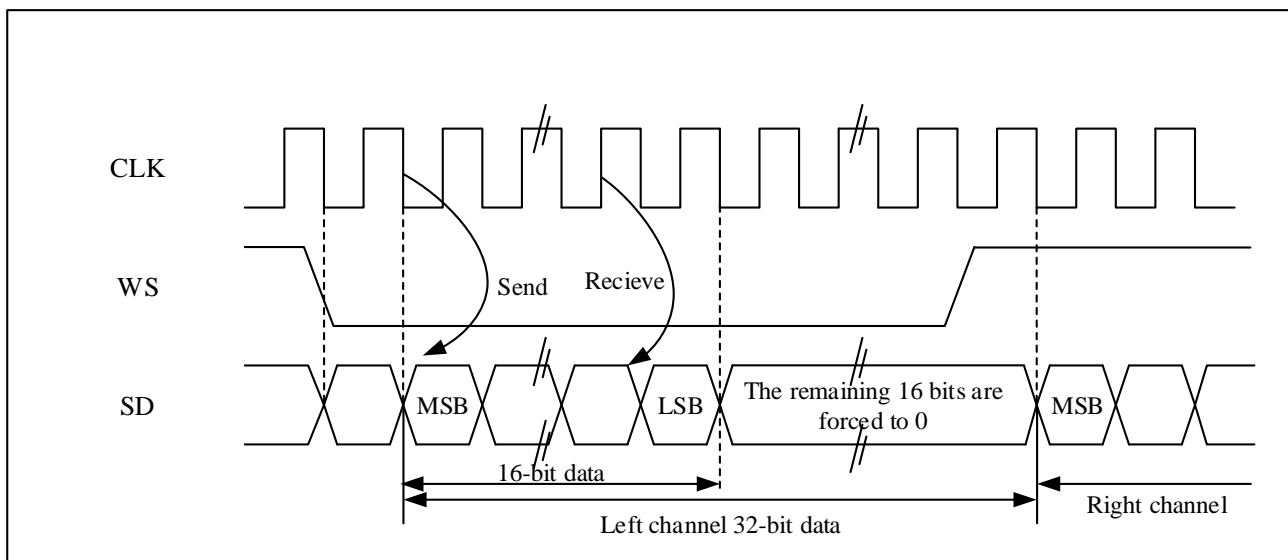 CLK
WS
Send
Recieve
SD
MSB
LSB
The remaining 16 bits are
forced to 0
MSB
16-bit data
Left channel 32-bit data
Right channel